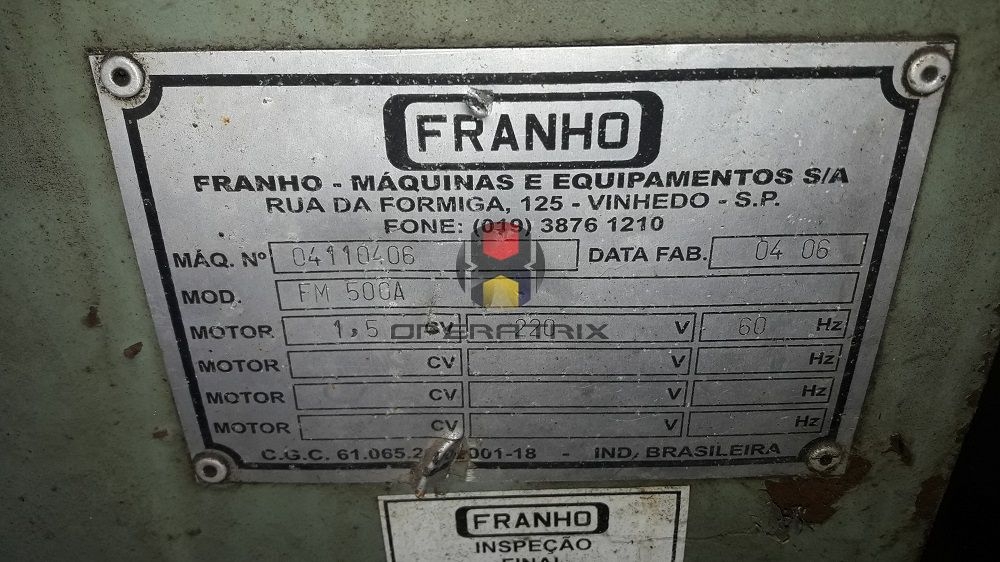 FRANHO
FRANHO - MÁQUINAS E EQUIPAMENTOS S/A
RUA DA FORMIGA, 125 - VINHEDO - S.P.
FONE: (019) 3876 1210
MÁQ. Nº 04110406 DATA FAB. 04 06
MOD. FM 500A
MOTOR 1,5 CV 220 V 60 Hz
OPERATRIX
MOTOR CV V Hz
MOTOR CV V Hz
MOTOR CV V Hz
C.G.C. 001-18 - IND. BRASILEIRA
FRANHO
INSPEÇÃO
FINAL